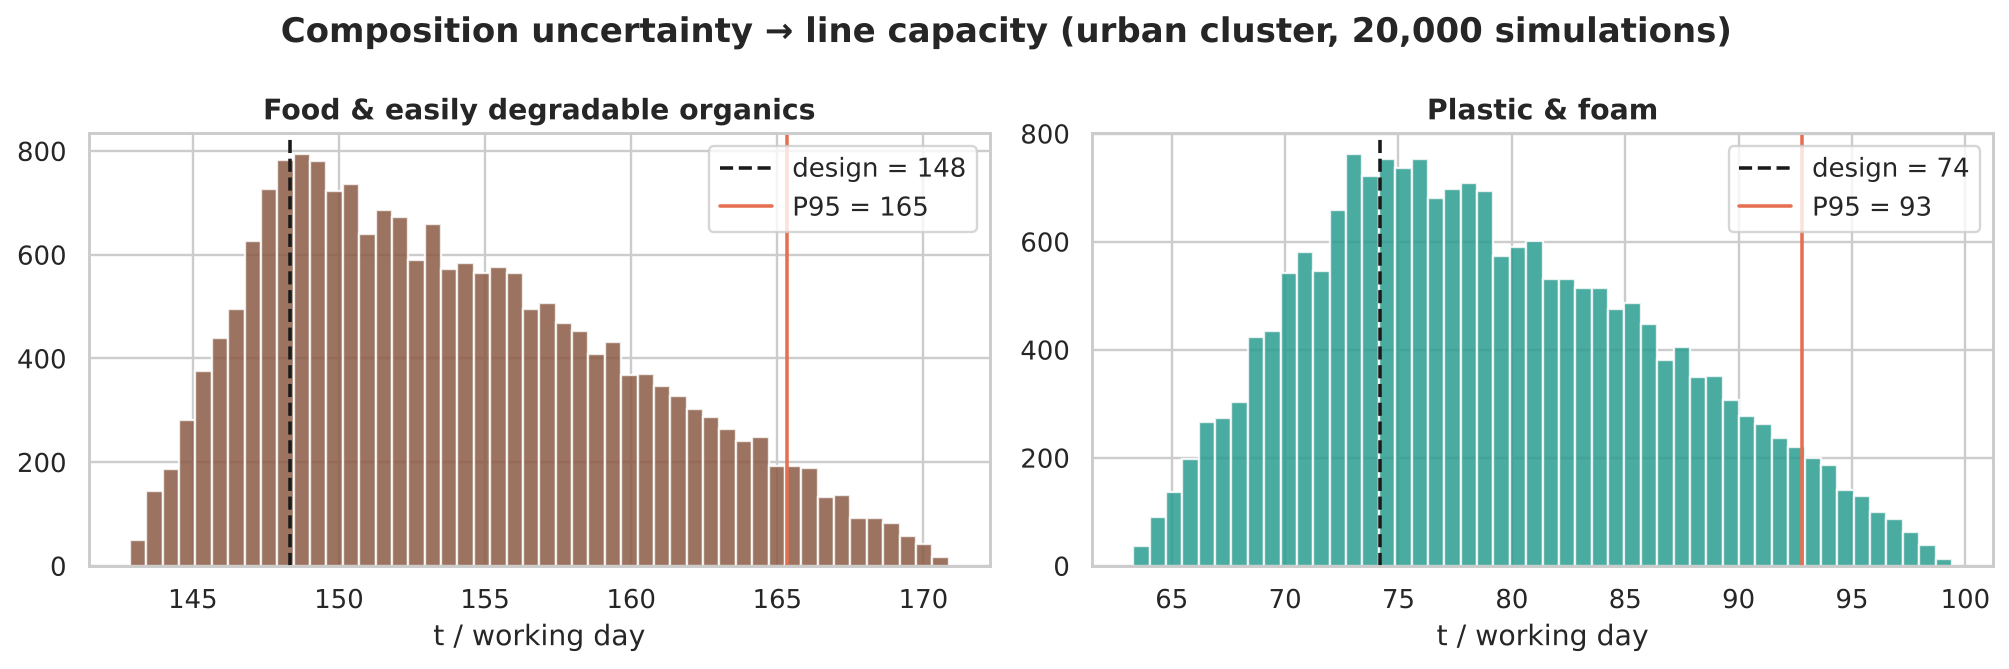 Composition uncertainty → line capacity (urban cluster, 20,000 simulations)
Food & easily degradable organics
800
600
400
200
0
design = 148
P95 = 165
145 150 155 160 165 170
t / working day
Plastic & foam
800
600
400
200
0
design = 74
P95 = 93
65 70 75 80 85 90 95 100
t / working day